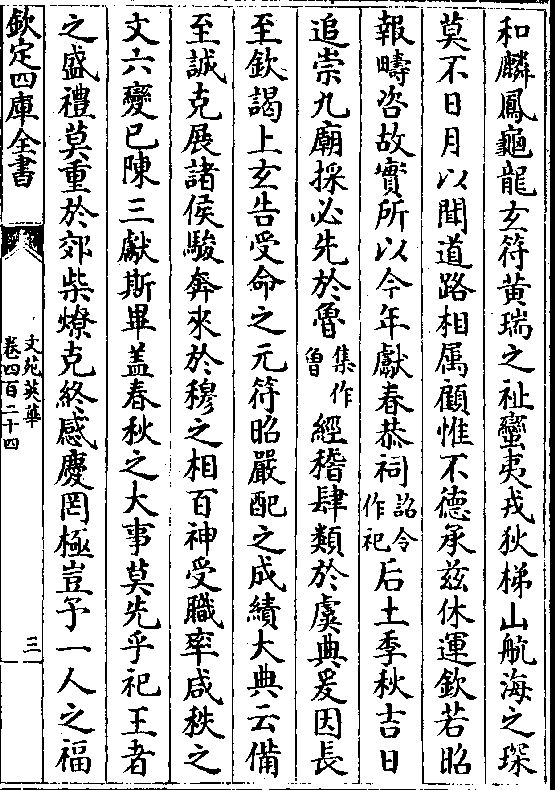 和麟鳳龜龍玄符黄瑞之祉蠻夷戎狄梯山航海之琛
莫不日月以聞道路相属顧惟不德承兹休運欽若昭
報疇咨故實所以今年獻春恭祠詔令作祀后土季秋吉日
追崇九廟採必先於魯集作魯經稽肆類於虞典爰因長
至欽謁上玄告受命之元符昭嚴配之成績大典云備
至誠克展諸侯駿奔來於穆之相百神受職率咸秩之
文六變已陳三獻斯畢盖春秋之大事莫先乎祀王者
之盛禮莫重於郊柴燎克終感慶罔極豈予一人之福
欽定四庫全書
文苑英華
卷四百二十四
三